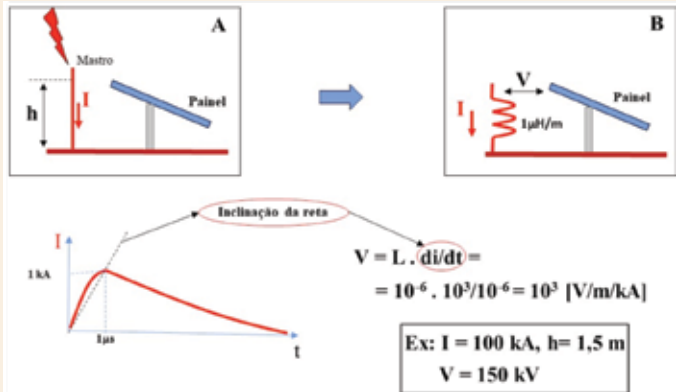 A
Mastro
I
h
Painel
B
V
Painel
I
1µH/m
Inclinação da reta
I
1 kA
1µs
t
V = L . di/dt =
= 10⁻⁶ . 10³/10⁻⁶ = 10³ [V/m/kA]
Ex: I = 100 kA, h= 1,5 m
V = 150 kV